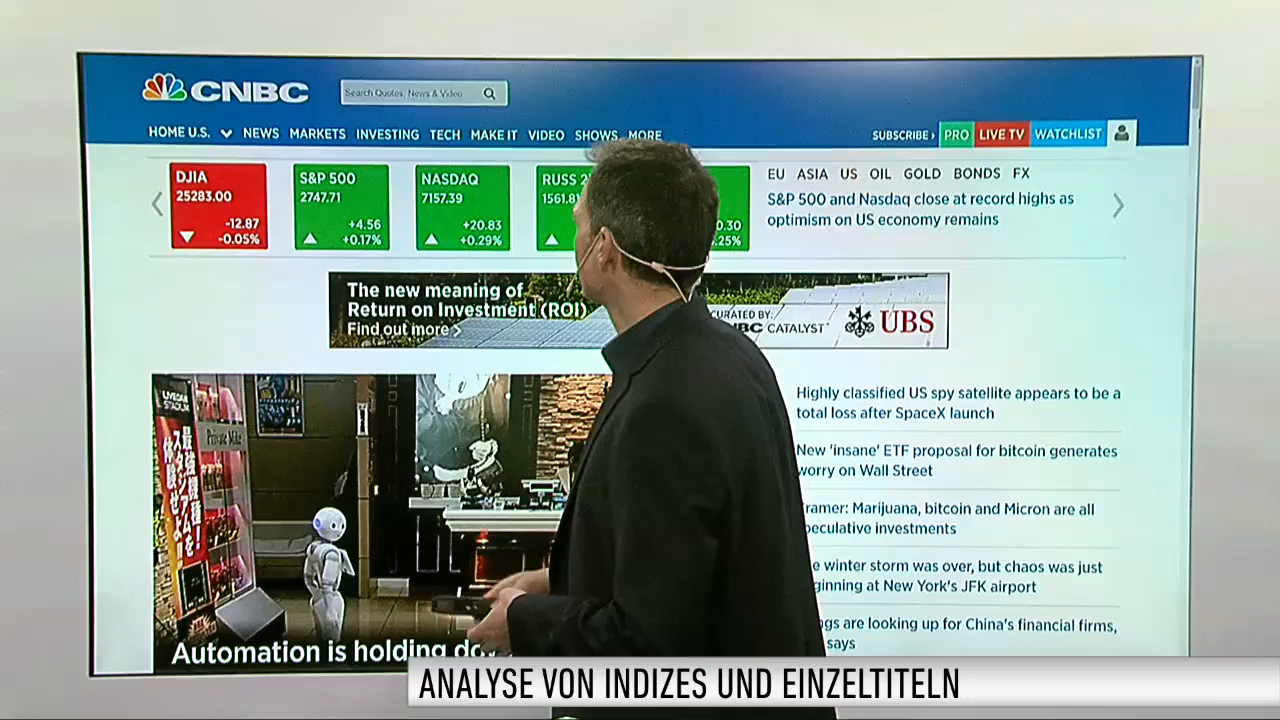 CNBC
Search Quotes, News & Video
HOME U.S. NEWS MARKETS INVESTING TECH MAKE IT VIDEO SHOWS MORE
SUBSCRIBE PRO LIVE TV WATCHLIST
DJIA
25283.00
-12.87
-0.05%
S&P 500
2747.71
+4.56
+0.17%
NASDAQ
7157.39
+20.83
+0.29%
RUSS
EU ASIA US OIL GOLD BONDS FX
S&P 500 and Nasdaq close at record highs as
optimism on US economy remains
The new meaning of
Return on Investment (ROI)
Find out more >
CURATED BY:
CATALYST
UBS
Private Mike
Highly classified US spy satellite appears to be a
total loss after SpaceX launch
New 'insane' ETF proposal for bitcoin generates
worry on Wall Street
Marijuana, bitcoin and Micron are all
investments
winter storm was over, but chaos was just
at New York's JFK airport
are looking up for China's financial firms,
says
Automation is holding
ANALYSE VON INDIZES UND EINZELTITELN